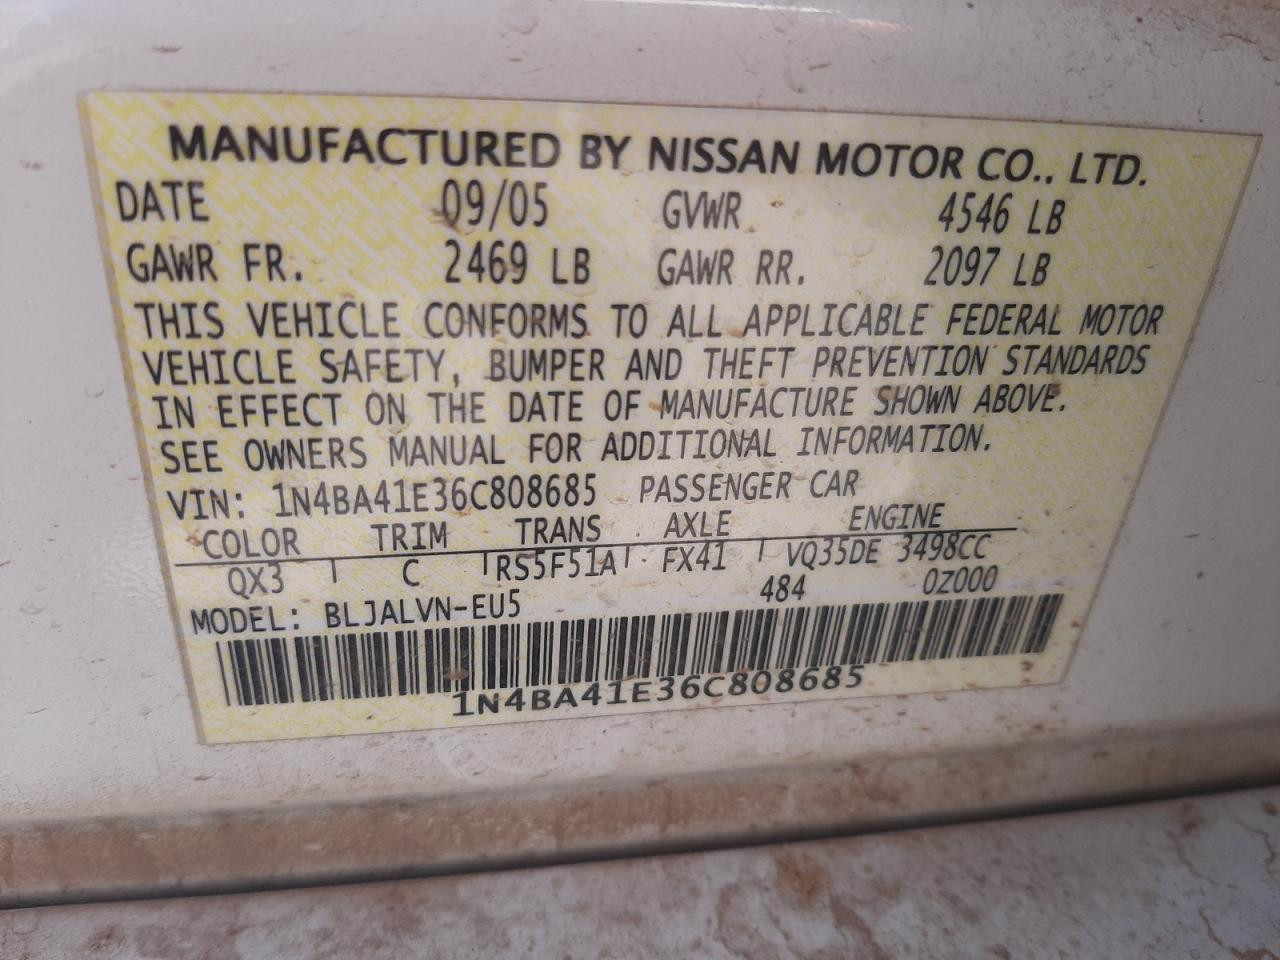 MANUFACTURED BY NISSAN MOTOR CO., LTD.
DATE 09/05 GVWR 4546 LB
GAWR FR. 2469 LB GAWR RR. 2097 LB
THIS VEHICLE CONFORMS TO ALL APPLICABLE FEDERAL MOTOR
VEHICLE SAFETY, BUMPER AND THEFT PREVENTION STANDARDS
IN EFFECT ON THE DATE OF MANUFACTURE SHOWN ABOVE.
SEE OWNERS MANUAL FOR ADDITIONAL INFORMATION.
VIN: 1N4BA41E36C808685 PASSENGER CAR
COLOR TRIM TRANS AXLE ENGINE
QX3 C RS5F51A FX41 VQ35DE 3498CC
MODEL: BLJALVN-EU5 484 0Z000
1N4BA41E36C808685